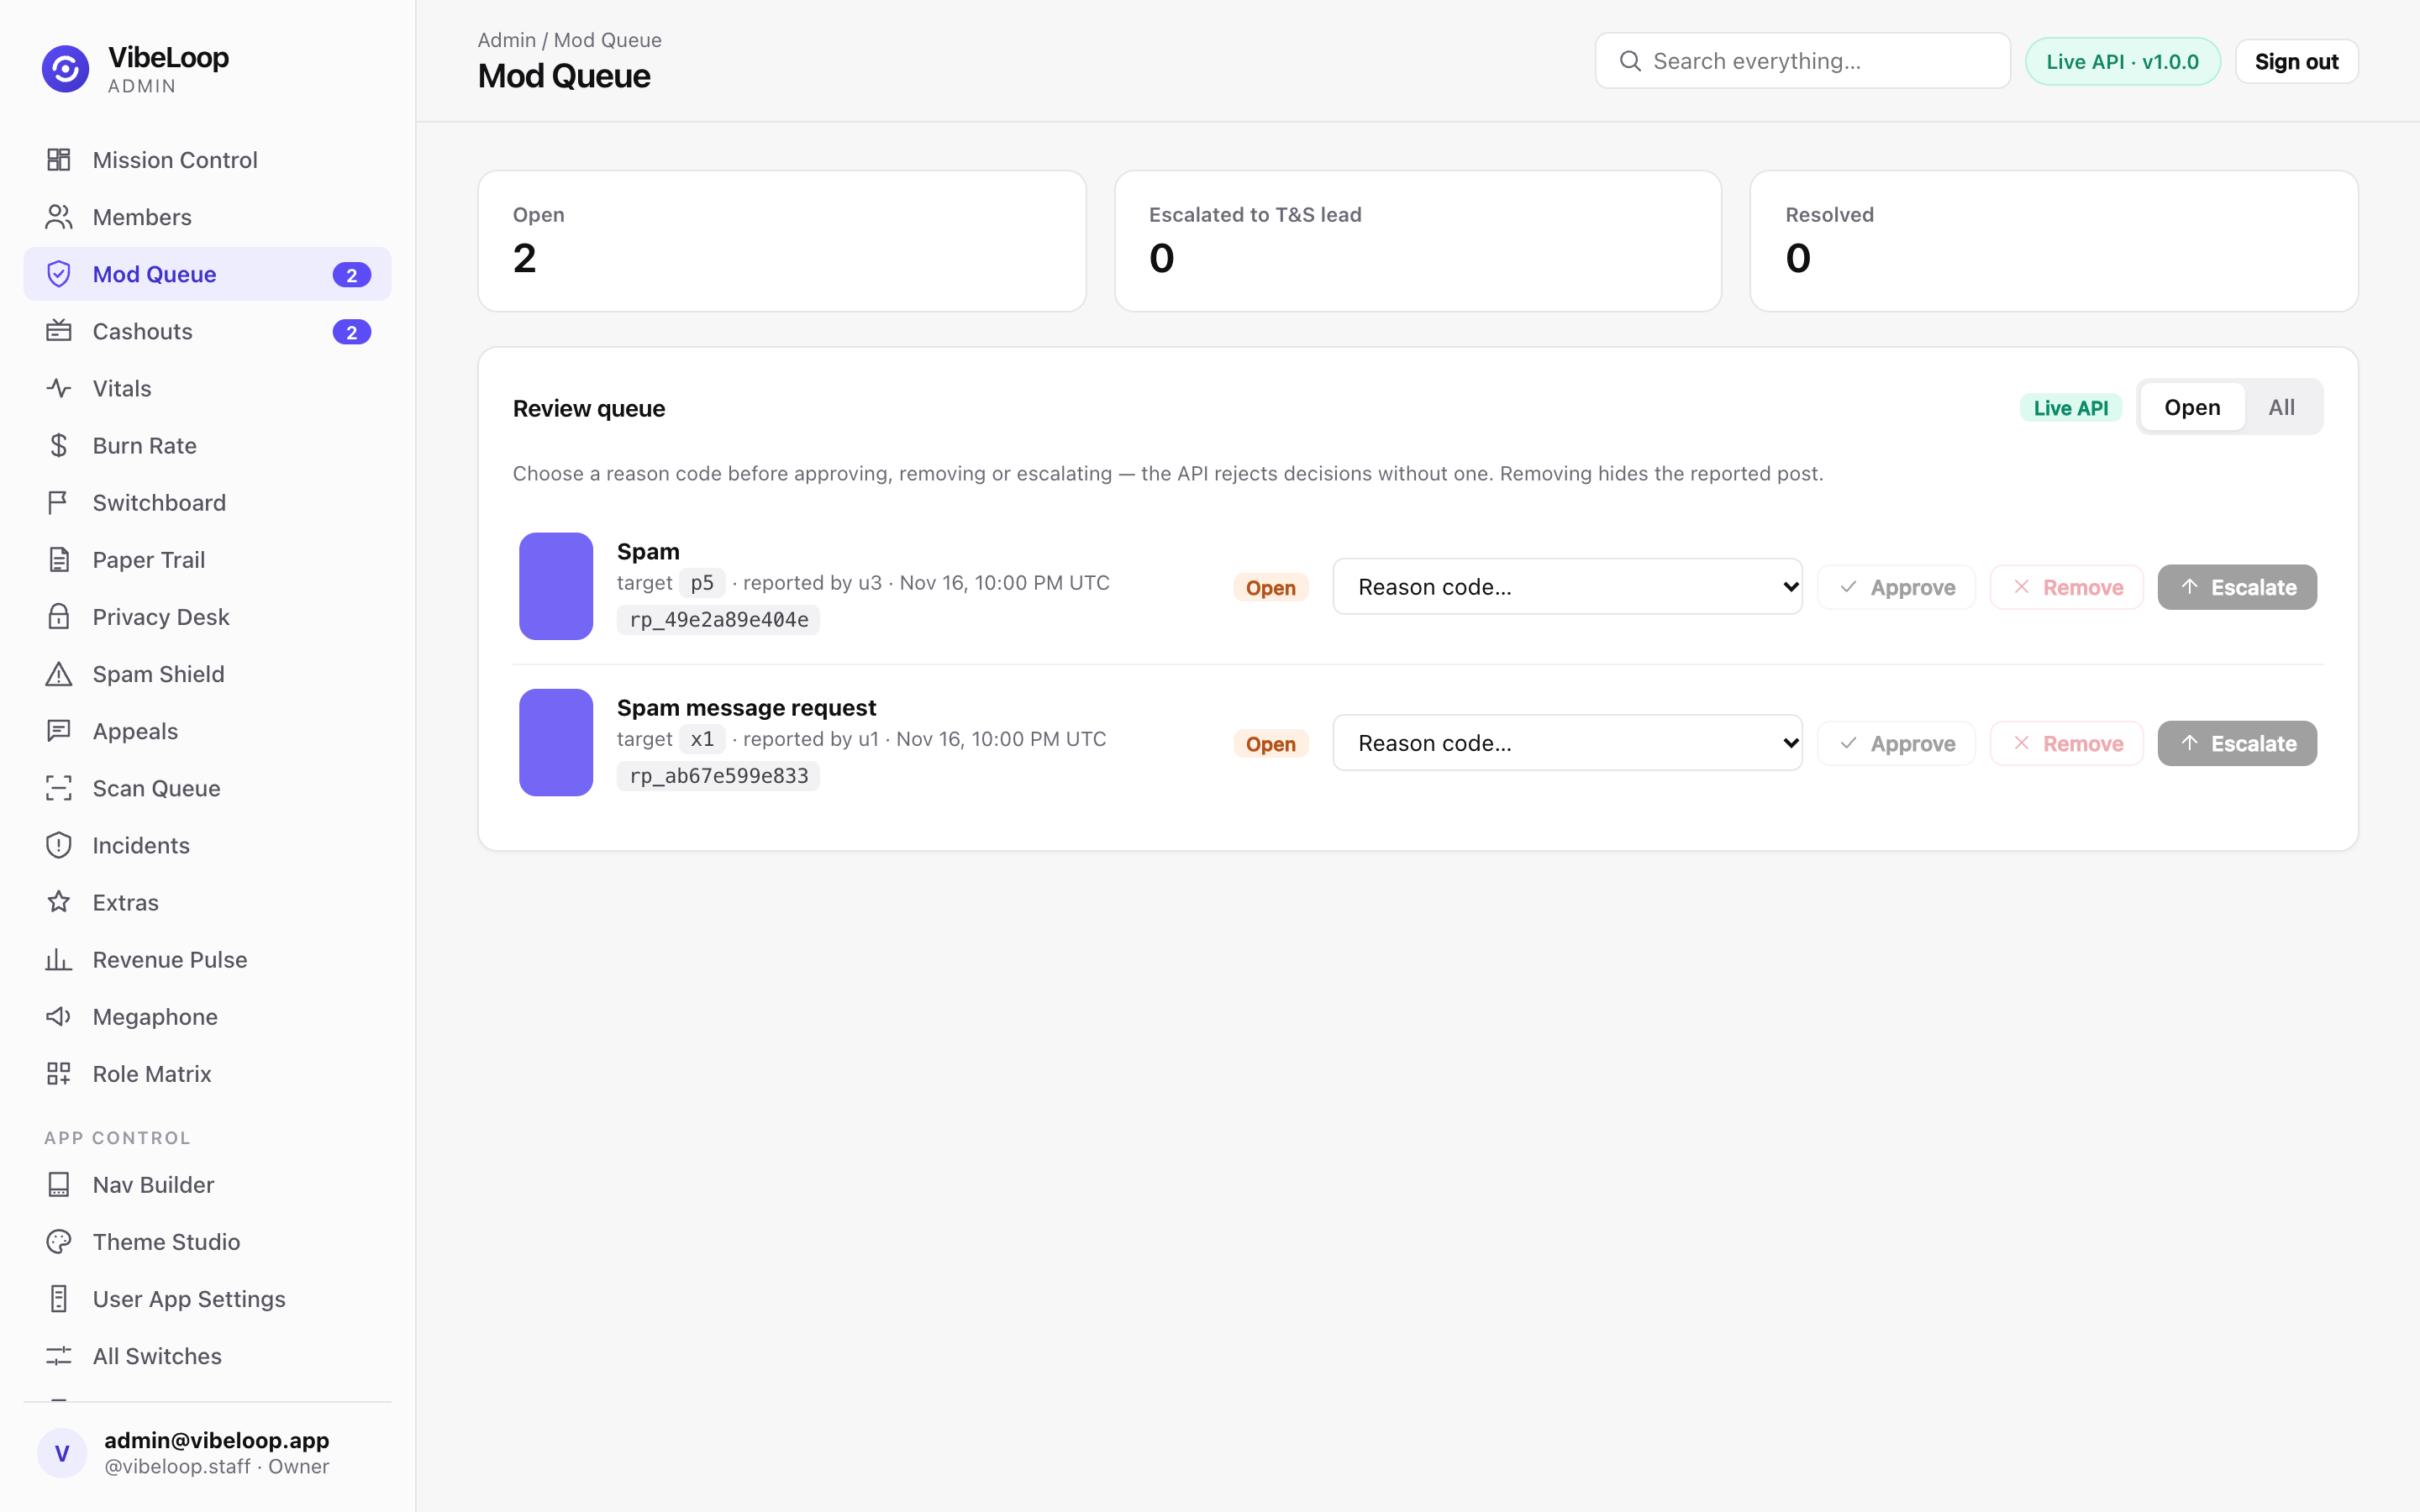 VibeLoop
ADMIN
Mission Control
Members
Mod Queue 2
Cashouts 2
Vitals
Burn Rate
Switchboard
Paper Trail
Privacy Desk
Spam Shield
Appeals
Scan Queue
Incidents
Extras
Revenue Pulse
Megaphone
Role Matrix
APP CONTROL
Nav Builder
Theme Studio
User App Settings
All Switches
V
admin@vibeloop.app
@vibeloop.staff · Owner
Admin / Mod Queue
Mod Queue
Search everything...
Live API · v1.0.0
Sign out
Open
2
Escalated to T&S lead
0
Resolved
0
Review queue
Live API
Open
All
Choose a reason code before approving, removing or escalating — the API rejects decisions without one. Removing hides the reported post.
Spam
target p5 · reported by u3 · Nov 16, 10:00 PM UTC
rp_49e2a89e404e
Open
Reason code...
Approve
Remove
Escalate
Spam message request
target x1 · reported by u1 · Nov 16, 10:00 PM UTC
rp_ab67e599e833
Open
Reason code...
Approve
Remove
Escalate